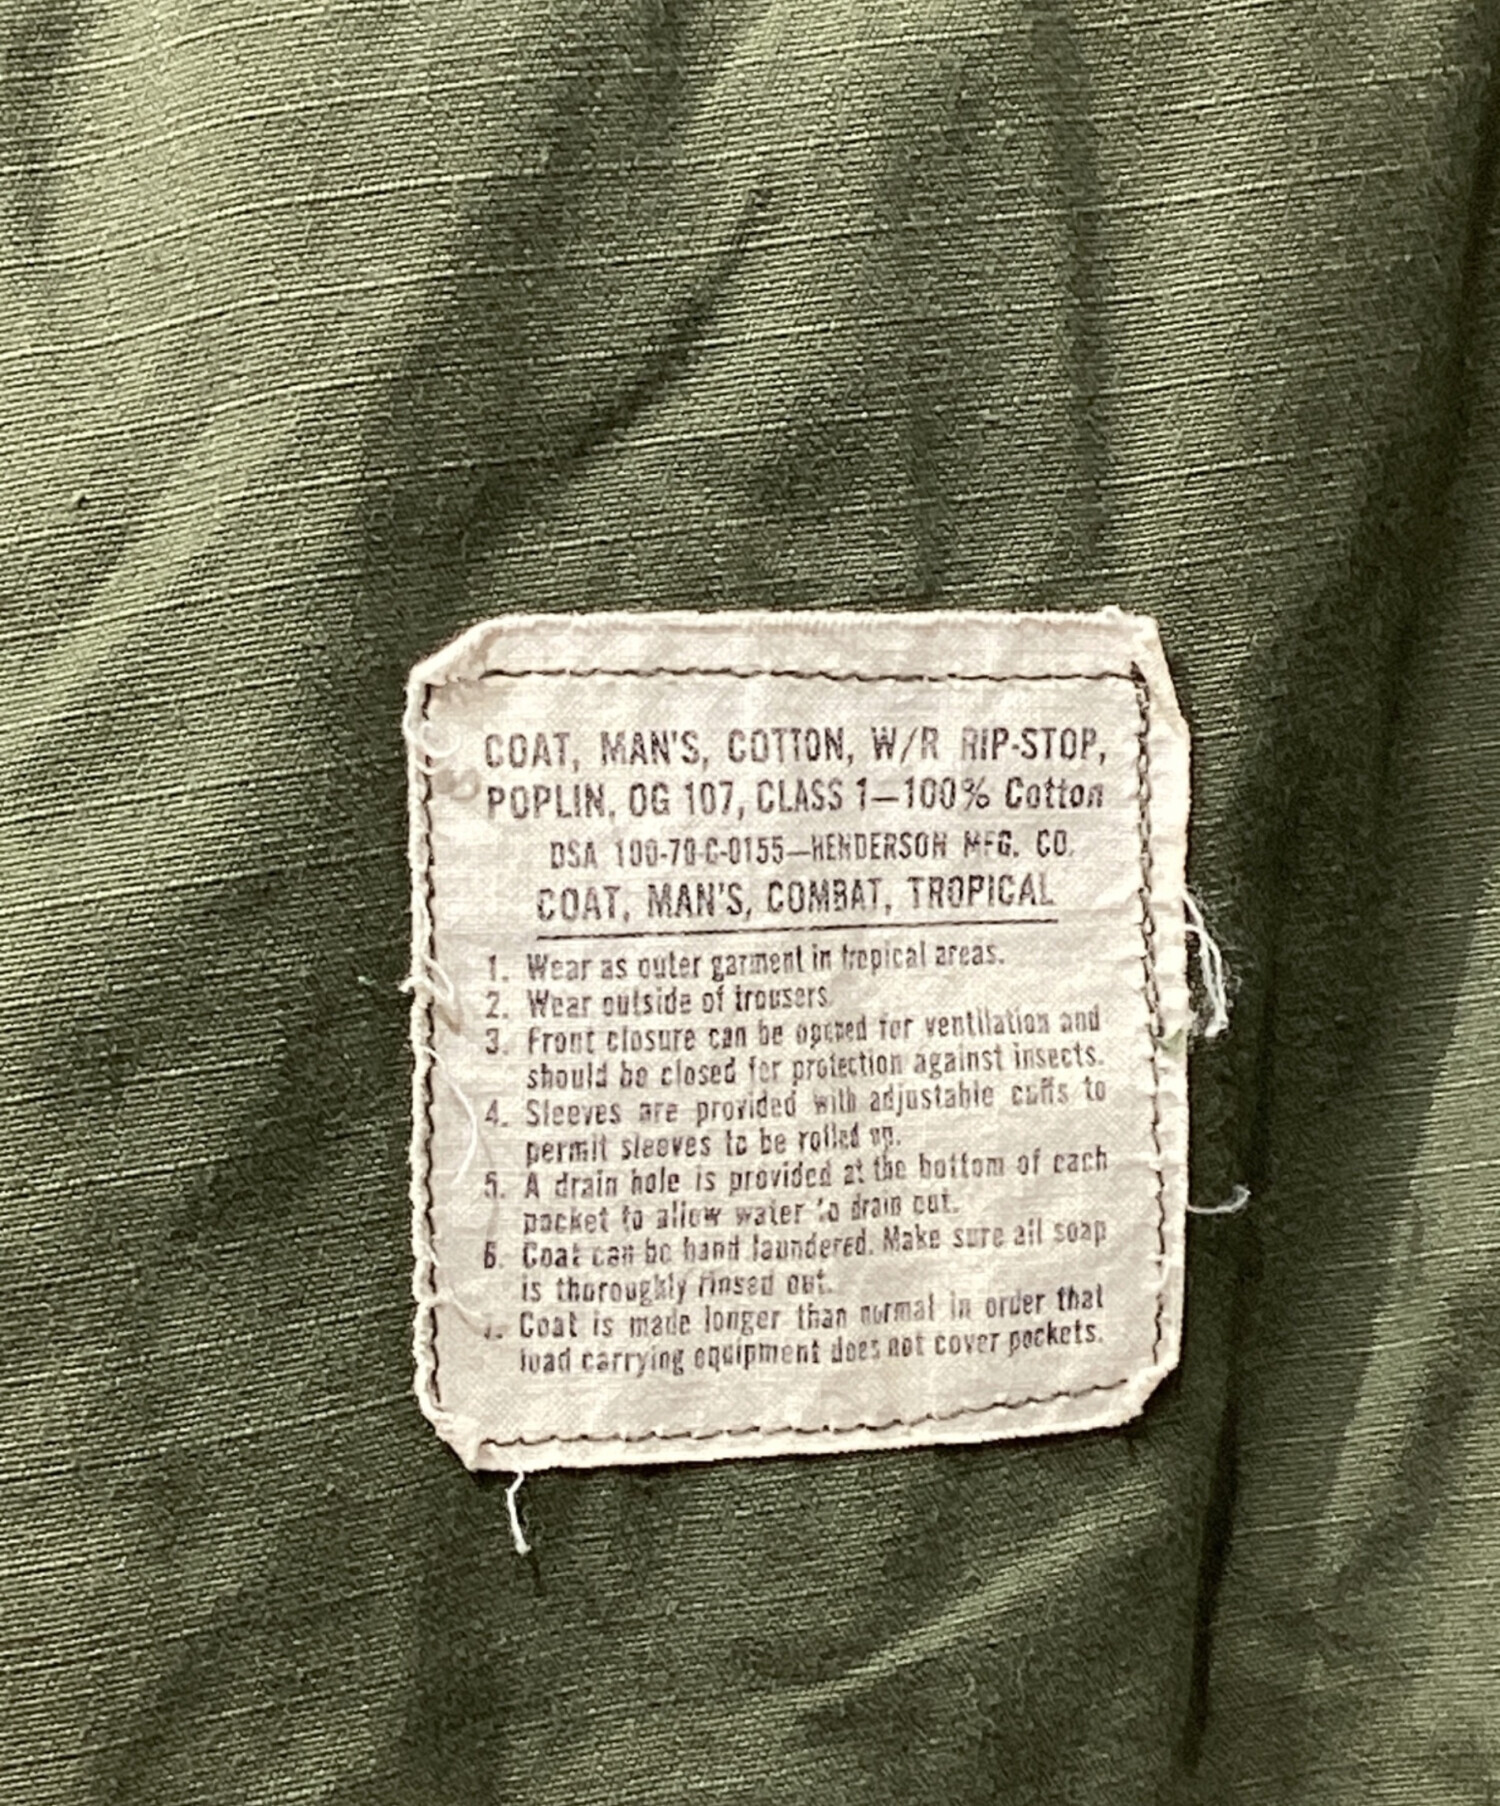 COAT, MAN'S, COTTON, W/R RIP-STOP,
POPLIN, OG 107, CLASS 1—100% Cotton
DSA 100-70-C-0155—HENDERSON MFG. CO.
COAT, MAN'S, COMBAT, TROPICAL
1. Wear as outer garment in tropical areas.
2. Wear outside of trousers
3. Front closure can be opened for ventilation and
should be closed for protection against insects.
4. Sleeves are provided with adjustable cuffs to
permit sleeves to be rolled up.
5. A drain hole is provided at the bottom of each
pocket to allow water to drain out.
6. Coat can be hand laundered. Make sure all soap
is thoroughly rinsed out.
7. Coat is made longer than normal in order that
load carrying equipment does not cover pockets.